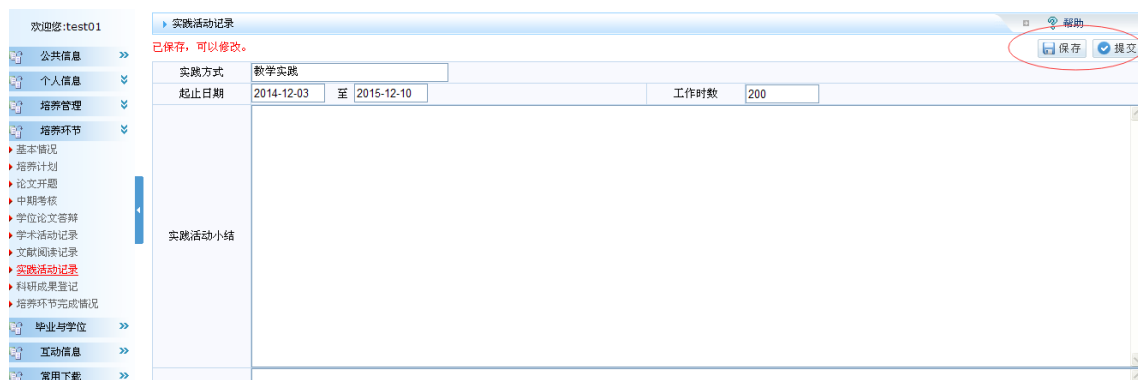 欢迎您:test01
公共信息
个人信息
培养管理
培养环节
基本情况
培养计划
论文开题
中期考核
学位论文答辩
学术活动记录
文献阅读记录
实践活动记录
科研成果登记
培养环节完成情况
毕业与学位
互动信息
常用下载
实践活动记录
帮助
已保存，可以修改。
保存 提交
实践方式 教学实践
起止日期 2014-12-03 至 2015-12-10 工作时数 200
实践活动小结